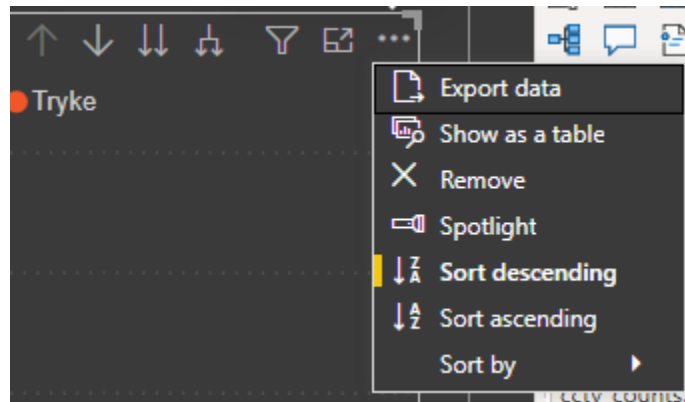 Tryke
Export data
Show as a table
Remove
Spotlight
Sort descending
Sort ascending
Sort by